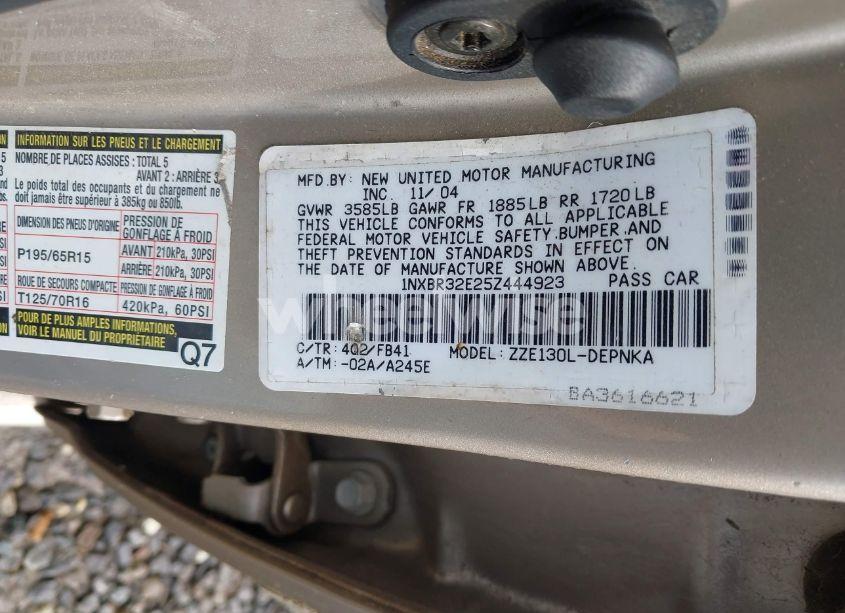 INFORMATION SUR LES PNEUS ET LE CHARGEMENT
NOMBRE DE PLACES ASSISES : TOTAL 5
AVANT 2 : ARRIÈRE 3
Le poids total des occupants et du chargement ne
doit jamais être supérieur à 385kg ou 850lb.
DIMENSION DES PNEUS D'ORIGINE
PRESSION DE GONFLAGE À FROID
P195/65R15
AVANT 210kPa, 30PSI
ARRIÈRE 210kPa, 30PSI
ROUE DE SECOURS COMPACTE
PRESSION DE GONFLAGE À FROID
T125/70R16
420kPa, 60PSI
POUR DE PLUS AMPLES INFORMATIONS,
VOIR LE MANUEL DU PROPRIÉTAIRE
Q7
MFD.BY: NEW UNITED MOTOR MANUFACTURING
INC. 11/04
GVWR 3585LB GAWR FR 1885LB RR 1720LB
THIS VEHICLE CONFORMS TO ALL APPLICABLE
FEDERAL MOTOR VEHICLE SAFETY,BUMPER,AND
THEFT PREVENTION STANDARDS IN EFFECT ON
THE DATE OF MANUFACTURE SHOWN ABOVE.
1NXBR32E25Z444923 PASS CAR
wheelwise
C/TR: 4Q2/FB41 MODEL: ZZE130L-DEPNKA
A/TM: -02A/A245E
BA3616621